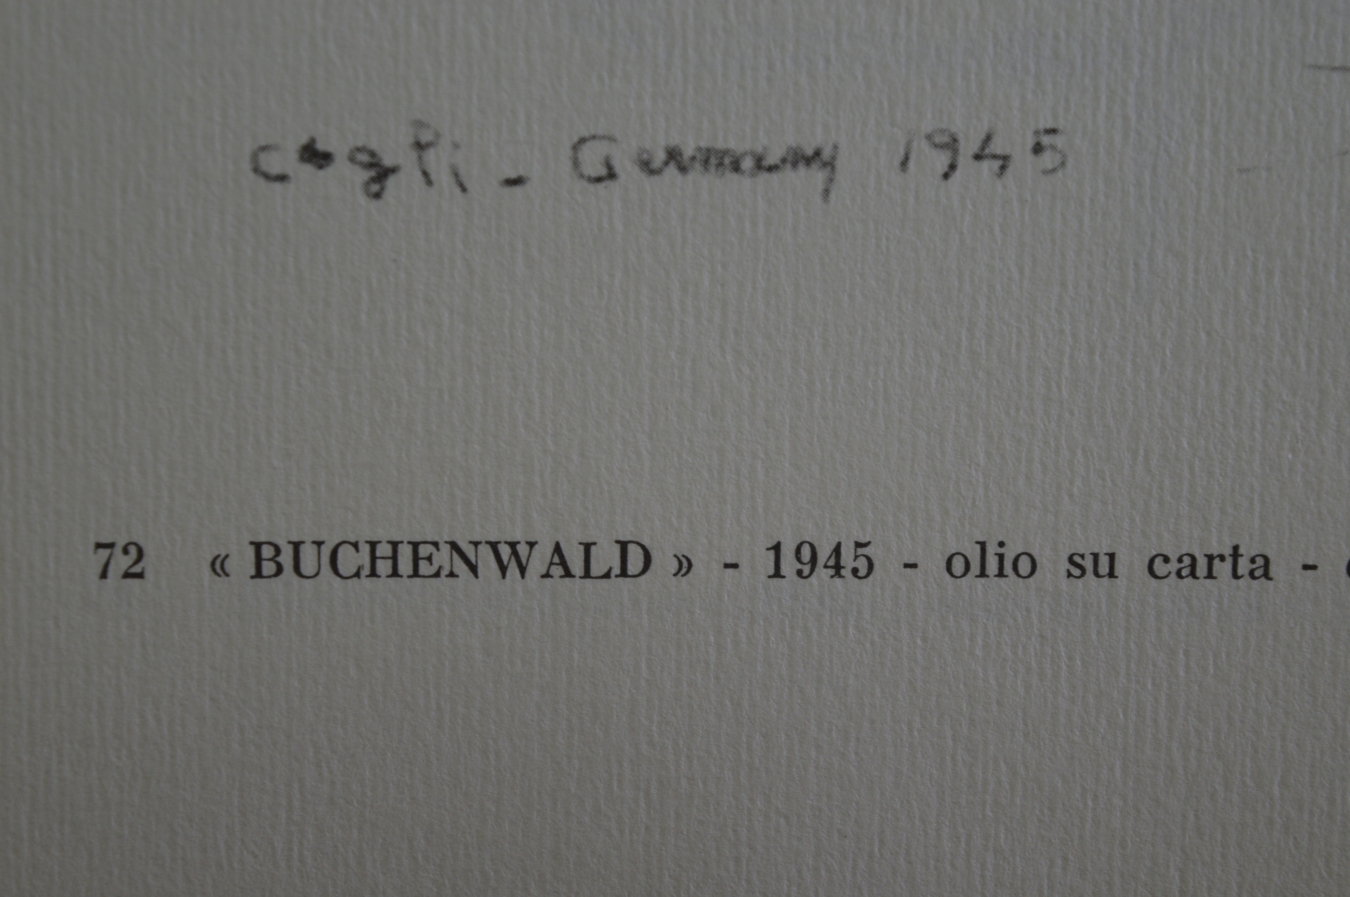 Cagli - Germany 1945
72 « BUCHENWALD » - 1945 - olio su carta -